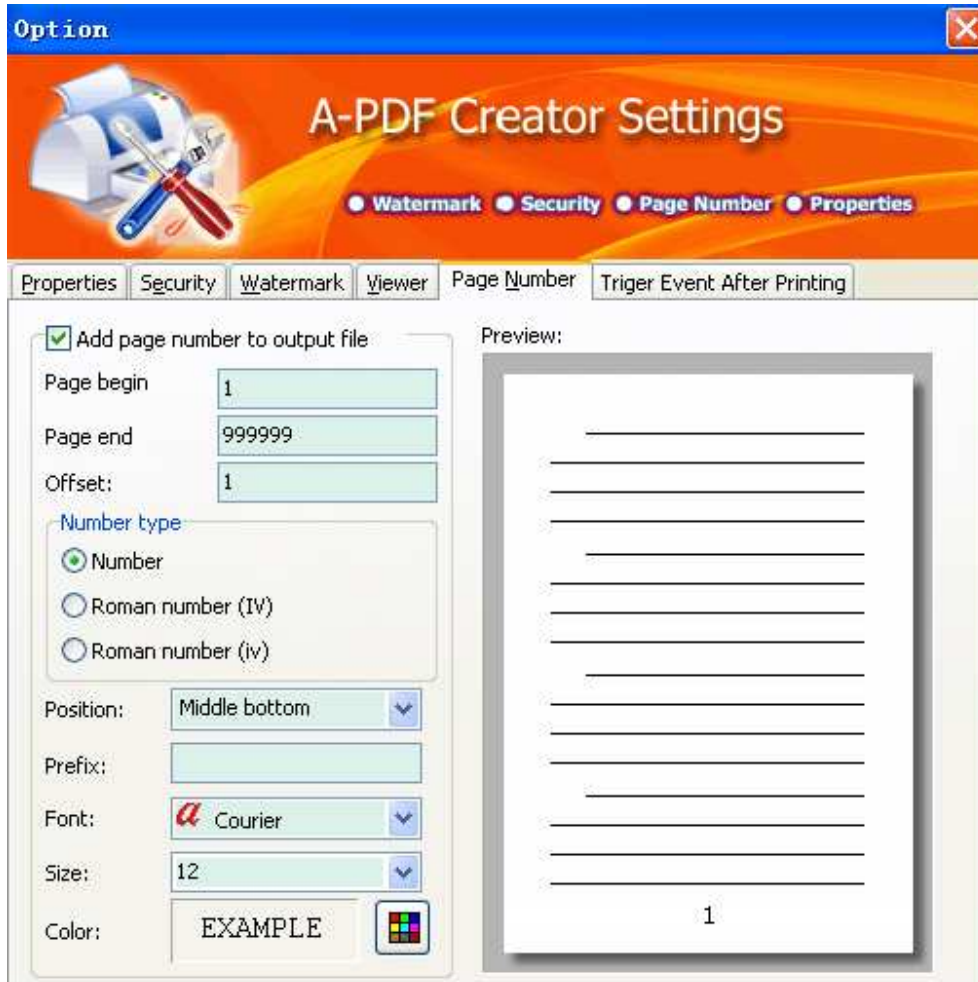 Option
A-PDF Creator Settings
Watermark Security Page Number Properties
Properties Security Watermark Viewer Page Number Triger Event After Printing
Add page number to output file
Preview:
Page begin 1
Page end 999999
Offset: 1
Number type
Number
Roman number (IV)
Roman number (iv)
Position: Middle bottom
Prefix:
Font: a Courier
Size: 12
Color: EXAMPLE
1